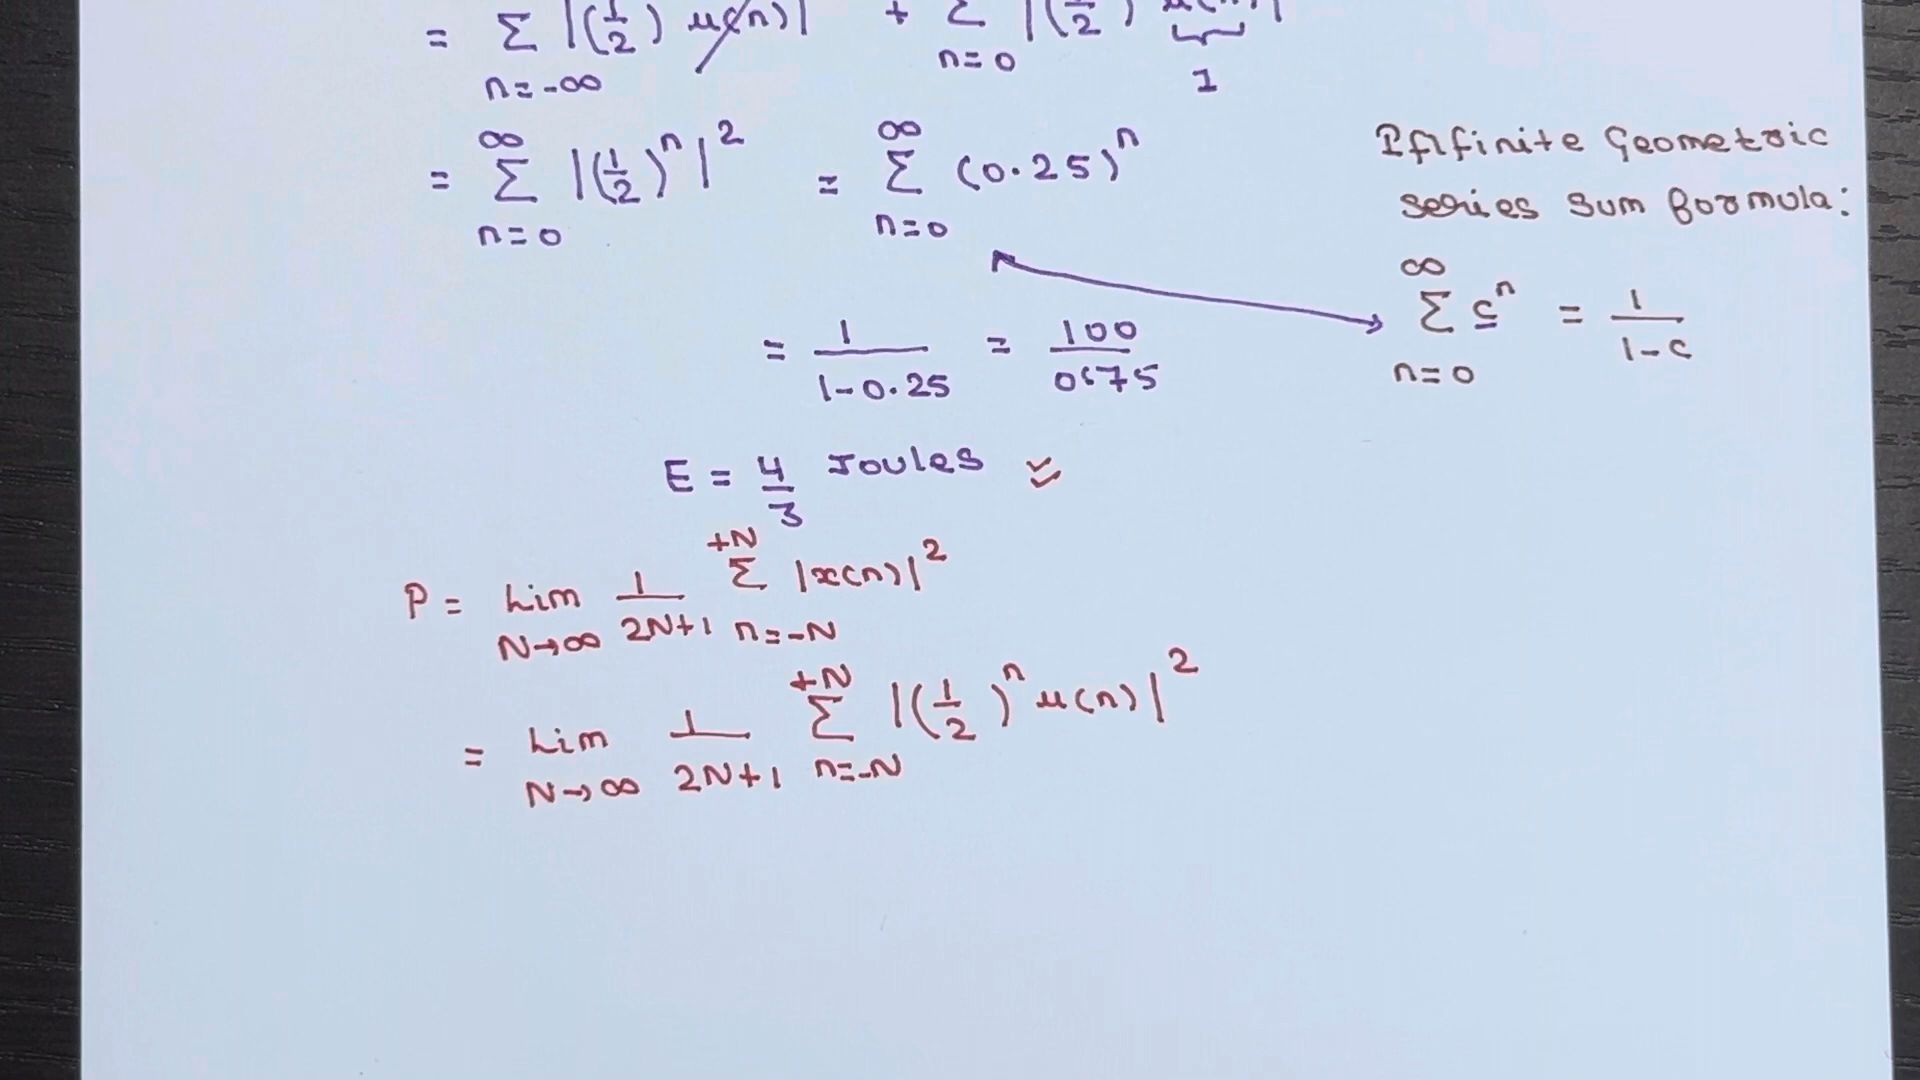 = Σ |(1/2) u(n)| + Σ |(1/2) u(n)|
n=-∞ n=0 1
= ∞ Σ n=0 |(1/2)^n|^2 = ∞ Σ n=0 (0.25)^n
Infinite Geometric
series sum formula:
∞ Σ n=0 c^n = 1/(1-c)
= 1/(1-0.25) = 100/0.75
E = 4/3 Joules
P = Lim N→∞ 1/(2N+1) +N Σ n=-N |x(n)|^2
= Lim N→∞ 1/(2N+1) +N Σ n=-N |(1/2)^n u(n)|^2